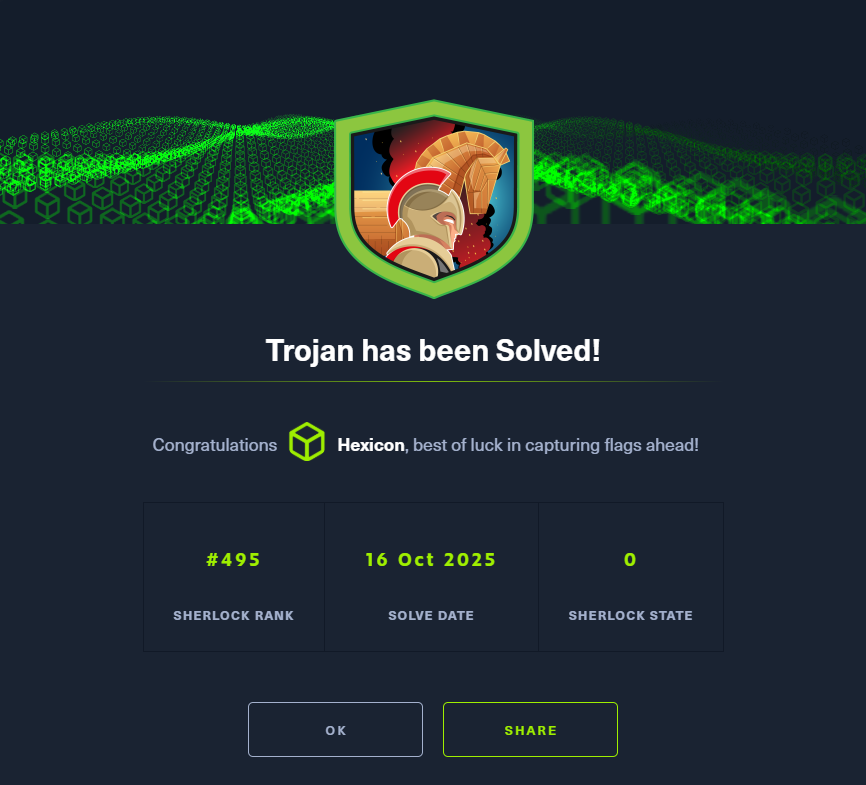 Trojan has been Solved!
Congratulations Hexicon, best of luck in capturing flags ahead!
#495 16 Oct 2025 0
SHERLOCK RANK SOLVE DATE SHERLOCK STATE
OK SHARE